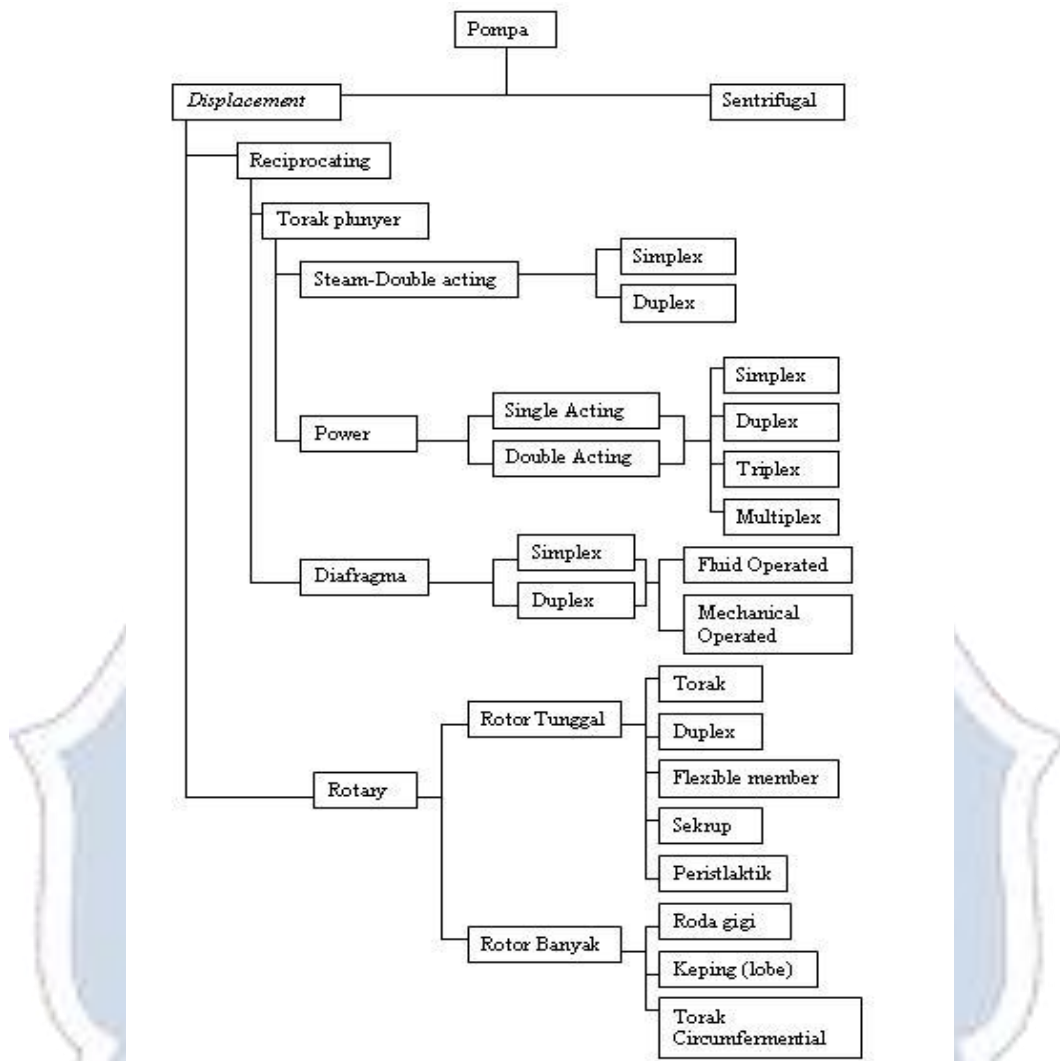 Pompa
Displacement
Sentrifugal
Reciprocating
Torak plunyer
Steam-Double acting
Simplex
Duplex
Power
Single Acting
Double Acting
Simplex
Duplex
Triplex
Multiplex
Diafragma
Simplex
Duplex
Fluid Operated
Mechanical
Operated
Rotary
Rotor Tunggal
Torak
Duplex
Flexible member
Sekrup
Peristlaktik
Rotor Banyak
Roda gigi
Keping (lobe)
Torak
Circumfermential